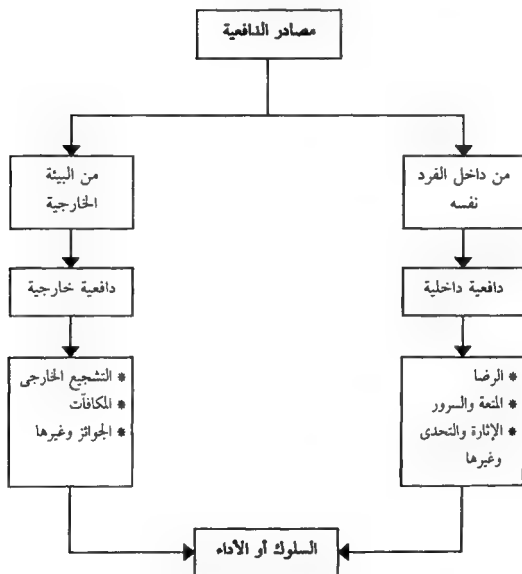 مصادر الدافعية
من داخل الفرد
نفسه
من البيئة
الخارجية
دافعية داخلية
دافعية خارجية
* الرضا
* المتعة والسرور
* الإثارة والتحدى
وغيرها
* التشجيع الخارجى
* المكافآت
* الجوائز وغيرها
السلوك أو الأداء